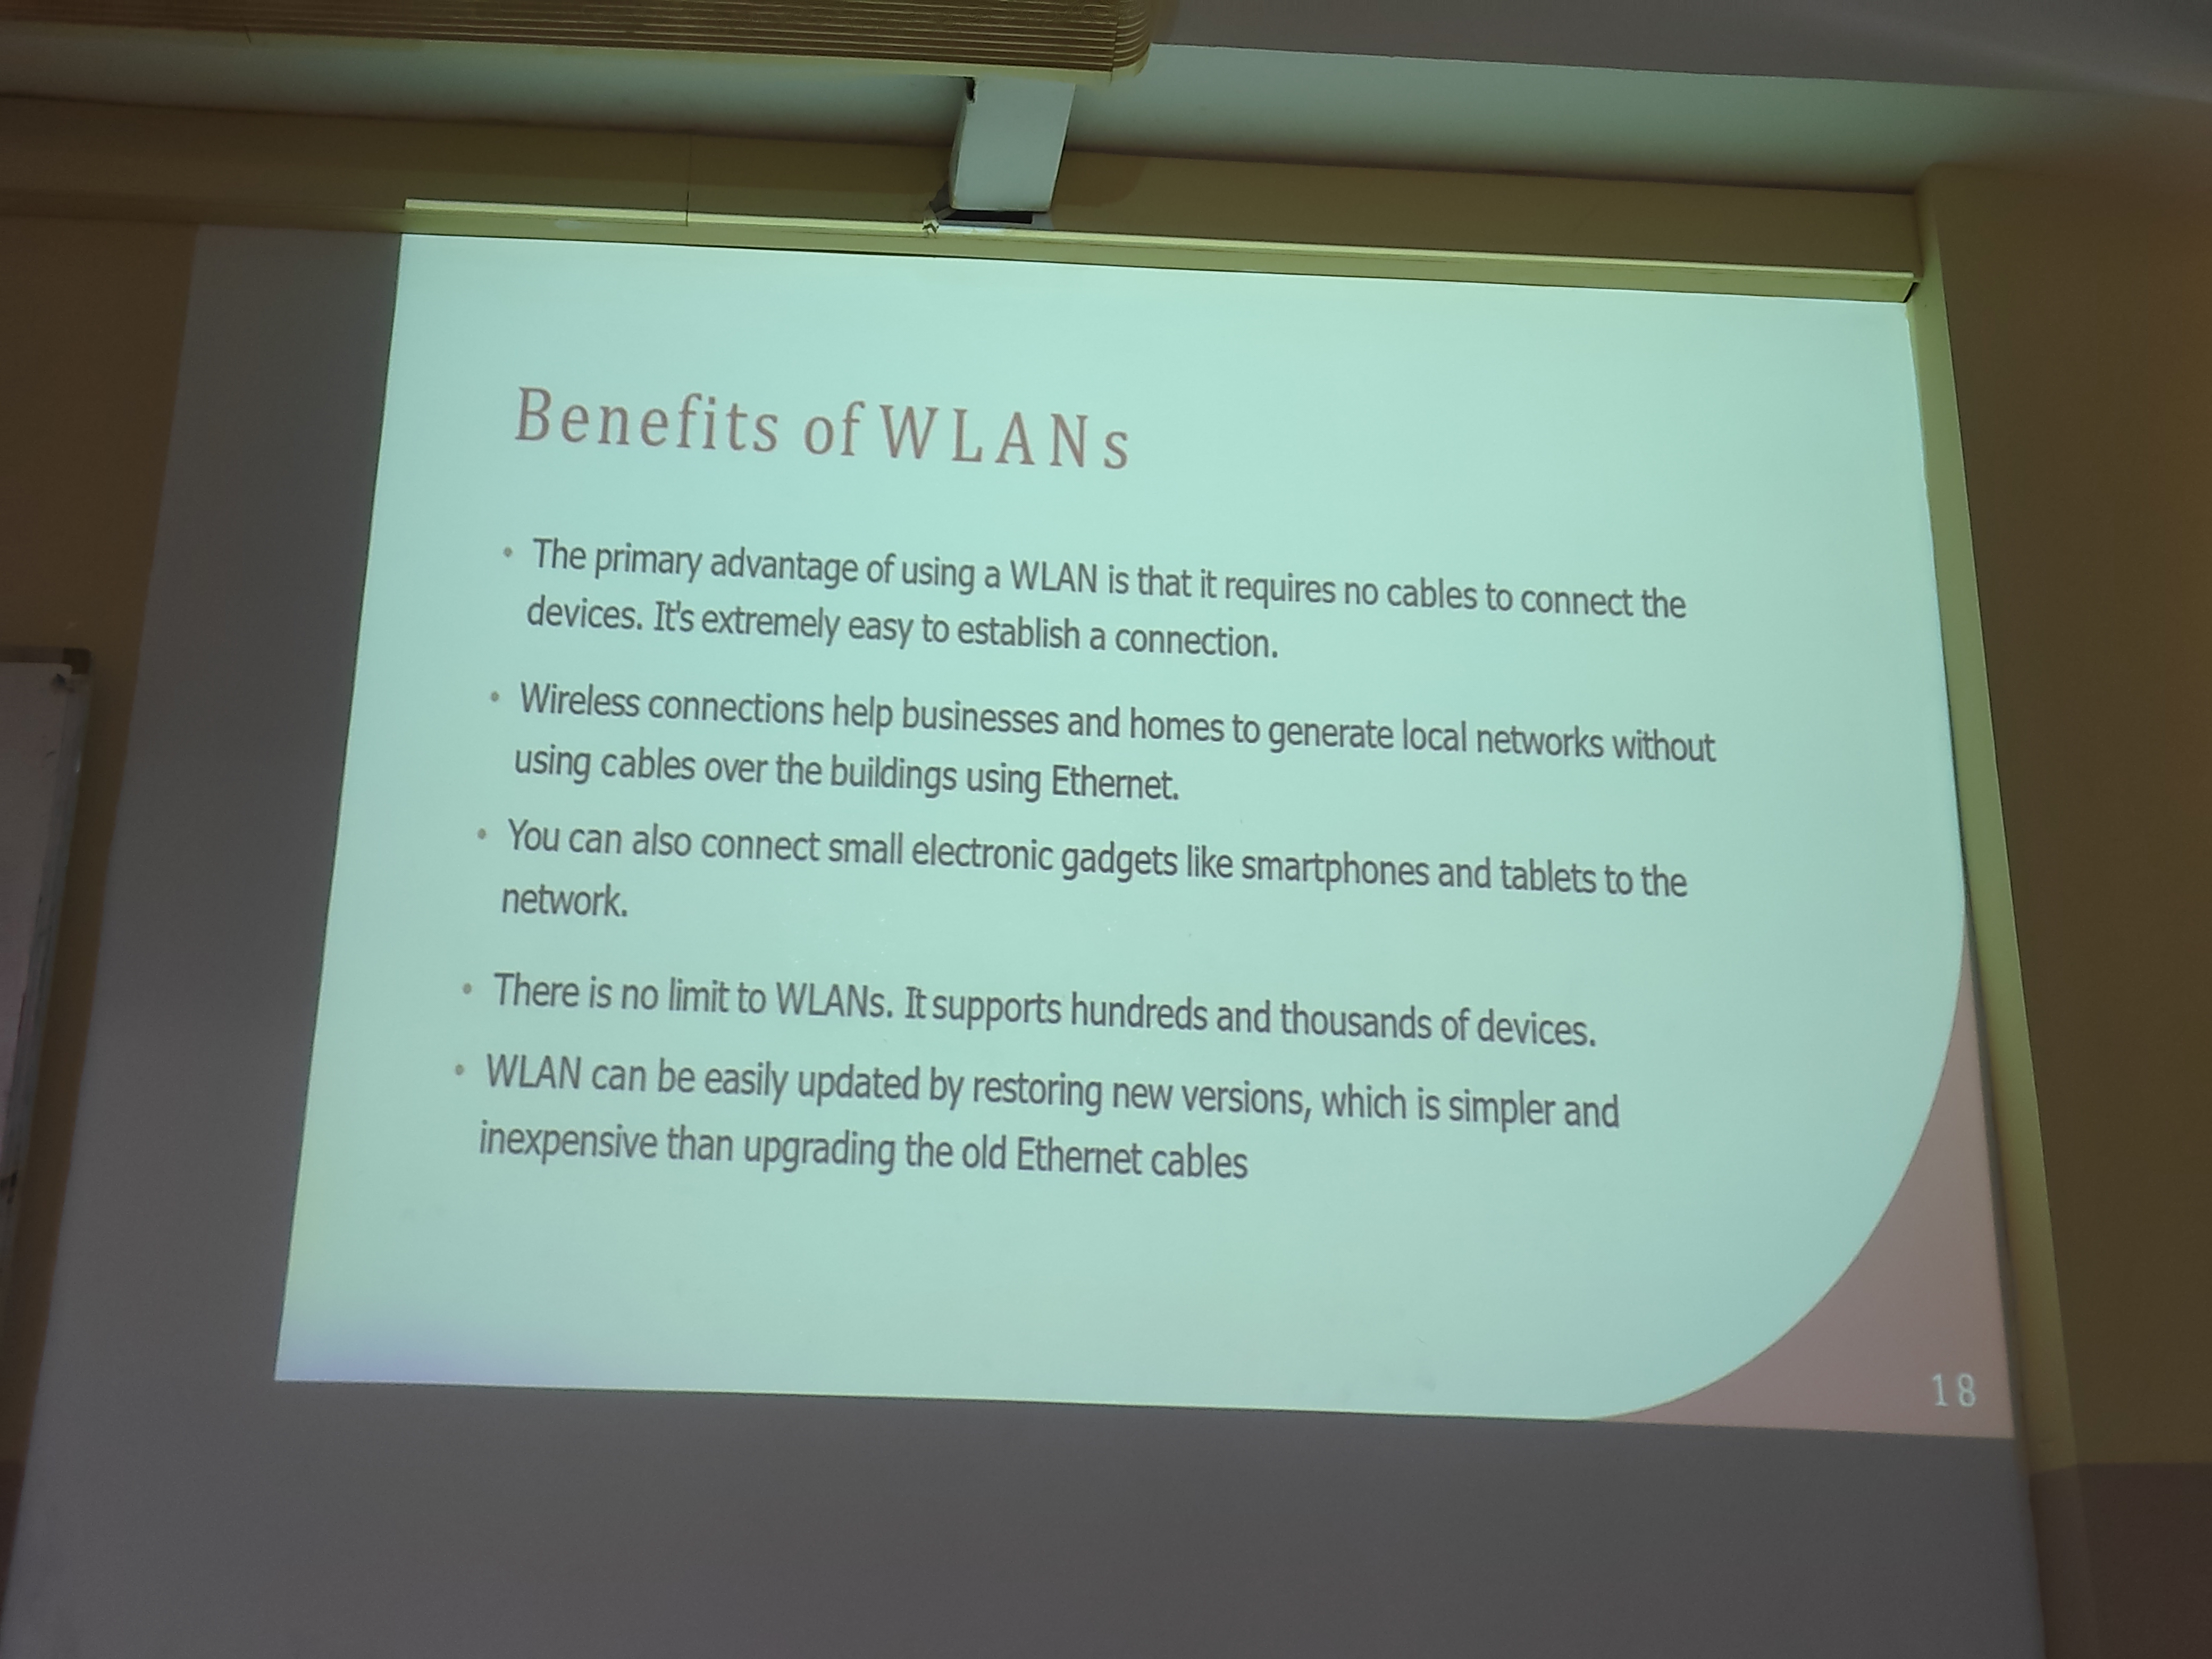 Benefits of WLANs
• The primary advantage of using a WLAN is that it requires no cables to connect the
devices. It's extremely easy to establish a connection.
• Wireless connections help businesses and homes to generate local networks without
using cables over the buildings using Ethernet.
• You can also connect small electronic gadgets like smartphones and tablets to the
network.
• There is no limit to WLANs. It supports hundreds and thousands of devices.
• WLAN can be easily updated by restoring new versions, which is simpler and
inexpensive than upgrading the old Ethernet cables
18